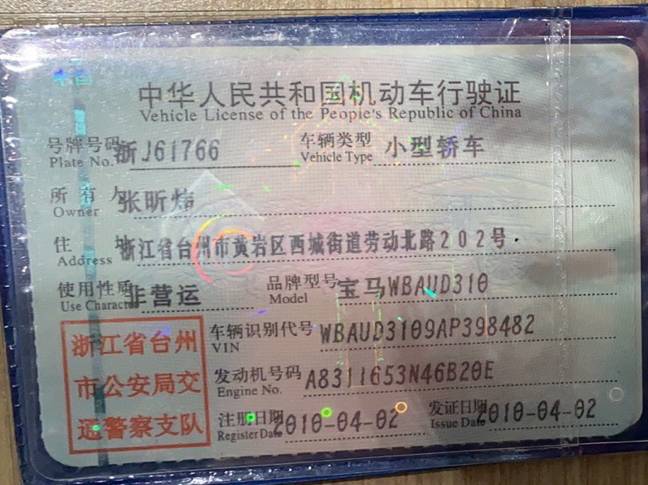 中华人民共和国机动车行驶证
Vehicle License of the People's Republic of China
号牌号码 浙J61766 车辆类型 小型轿车
Plate No. Vehicle Type
所有人 张昕炜
Owner
住址 浙江省台州市黄岩区西城街道劳动北路202号
Address
使用性质 非营运 品牌型号 宝马WBAUD310
Use Character Model
浙江省台州
市公安局交
通警察支队
车辆识别代号 WBAUD3109AP398482
VIN
发动机号码 A8311653N46B20E
Engine No.
注册日期 2010-04-02 发证日期 2010-04-02
Register Date Issue Date